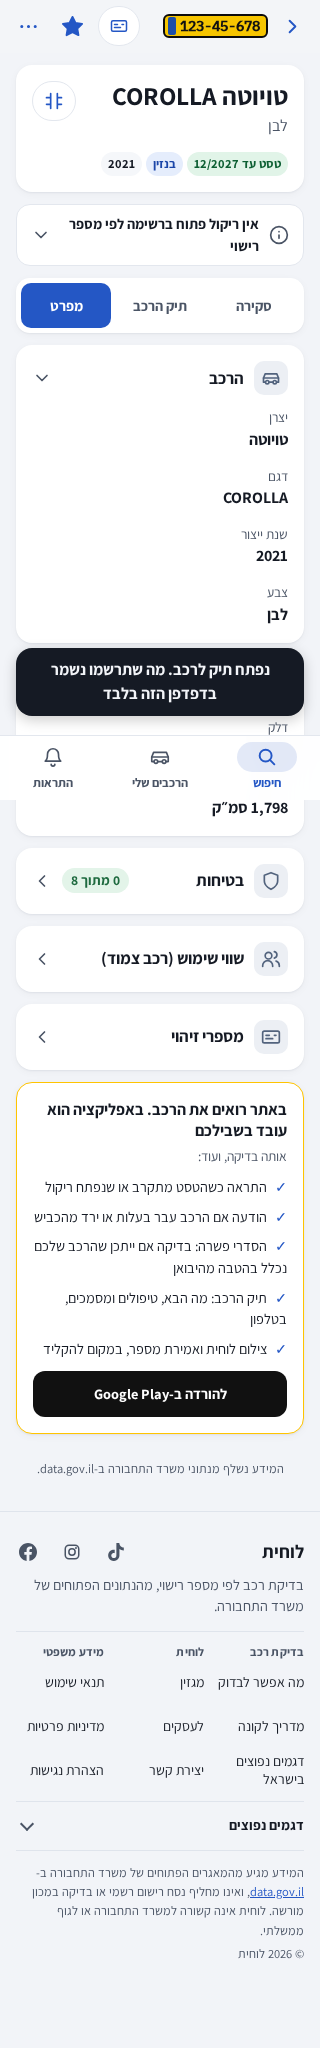 123-45-678
טויוטה COROLLA
לבן
טסט עד 12/2027
בנזין
2021
אין ריקול פתוח ברשימה לפי מספר
רישוי
סקירה
תיק הרכב
מפרט
הרכב
יצרן
טויוטה
דגם
COROLLA
שנת ייצור
2021
צבע
לבן
נפתח תיק לרכב. מה שתרשמו נשמר
בדפדפן הזה בלבד
דלק
חיפוש
הרכבים שלי
התראות
1,798 סמ״ק
בטיחות
0 מתוך 8
שווי שימוש (רכב צמוד)
מספרי זיהוי
באתר רואים את הרכב. באפליקציה הוא
עובד בשבילכם
אותה בדיקה, ועוד:
✓ התראה כשהטסט מתקרב או שנפתח ריקול
✓ הודעה אם הרכב עבר בעלות או ירד מהכביש
✓ הסדרי פשרה: בדיקה אם ייתכן שהרכב שלכם
נכלל בהטבה מהיבואן
✓ תיק הרכב: מה הבא, טיפולים ומסמכים,
בטלפון
✓ צילום לוחית ואמירת מספר, במקום להקליד
להורדה ב-Google Play
המידע נשלף מנתוני משרד התחבורה ב-data.gov.il.
לוחית
בדיקת רכב לפי מספר רישוי, מהנתונים הפתוחים של
משרד התחבורה.
בדיקת רכב
לוחית
מידע משפטי
מה אפשר לבדוק
מגזין
תנאי שימוש
מדריך לקונה
לעסקים
מדיניות פרטיות
דגמים נפוצים
בישראל
יצירת קשר
הצהרת נגישות
דגמים נפוצים
המידע מגיע מהמאגרים הפתוחים של משרד התחבורה ב-
data.gov.il, ואינו מחליף נסח רישום רשמי או בדיקה במכון
מורשה. לוחית אינה קשורה למשרד התחבורה או לגוף
ממשלתי.
© 2026 לוחית